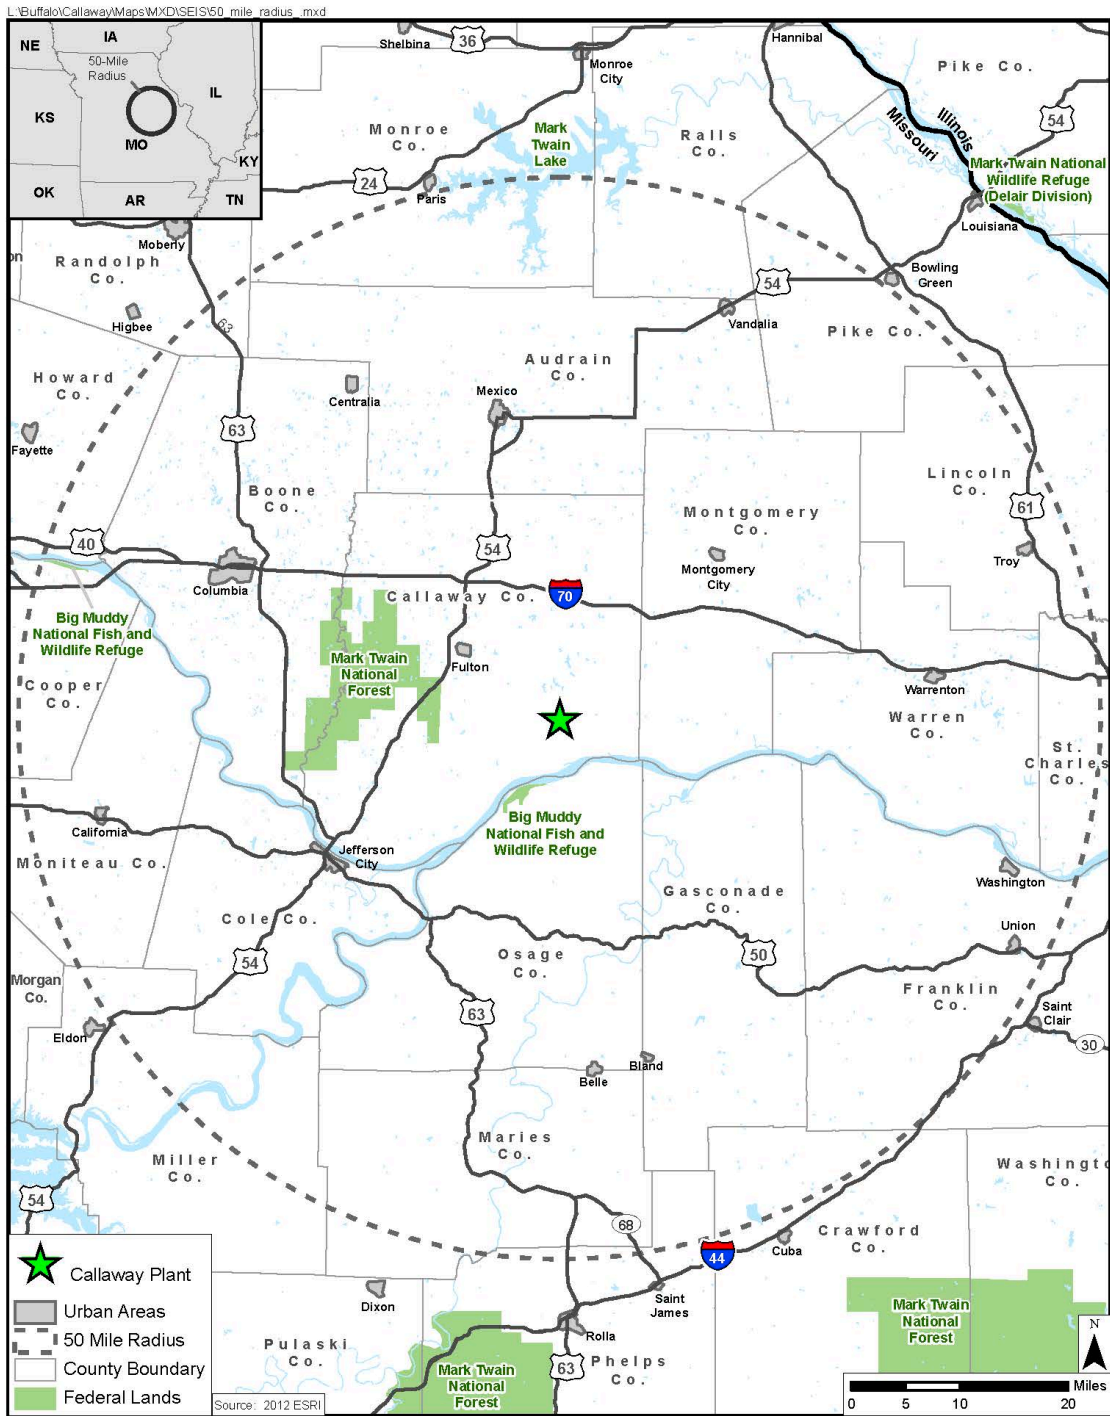 L:\Buffalo\Callaway\Maps\MXD\SEIS\50_mile_radius_.mxd
NE
IA
50-Mile
Radius
IL
KS
MO
KY
OK
AR
TN
Shelbina
36
Monroe
City
Hannibal
Pike Co.
54
Illinois
Missouri
Monroe
Co.
Mark
Twain
Lake
Ralls
Co.
Mark Twain National
Wildlife Refuge
(Delair Division)
24
Paris
Louisiana
Moberly
Randolph
Co.
Bowling
Green
54
Higbee
63
Vandalia
Pike Co.
Audrain
Co.
Howard
Co.
Centralia
Mexico
63
Fayette
Lincoln
Co.
Boone
Co.
Montgomery
Co.
61
40
54
Montgomery
City
Troy
Columbia
Callaway Co.
70
Big Muddy
National Fish and
Wildlife Refuge
Fulton
Mark Twain
National
Forest
Cooper
Co.
Warrenton
Warren
Co.
St.
Charles
Co.
California
Big Muddy
National Fish and
Wildlife Refuge
Moniteau Co.
Jefferson
City
Washington
Gasconade
Co.
Cole Co.
Union
54
Osage
Co.
50
Morgan
Co.
Franklin
Co.
63
Saint
Clair
Eldon
30
Belle
Bland
Maries
Co.
Miller
Co.
Washingto
Co.
54
68
Crawford
Co.
44
Cuba
Callaway Plant
Urban Areas
50 Mile Radius
County Boundary
Federal Lands
Dixon
Saint
James
Rolla
Mark Twain
National
Forest
N
Pulaski
Co.
63
Phelps
Co.
Mark Twain
National
Forest
Source: 2012 ESRI
Miles
0
5
10
20